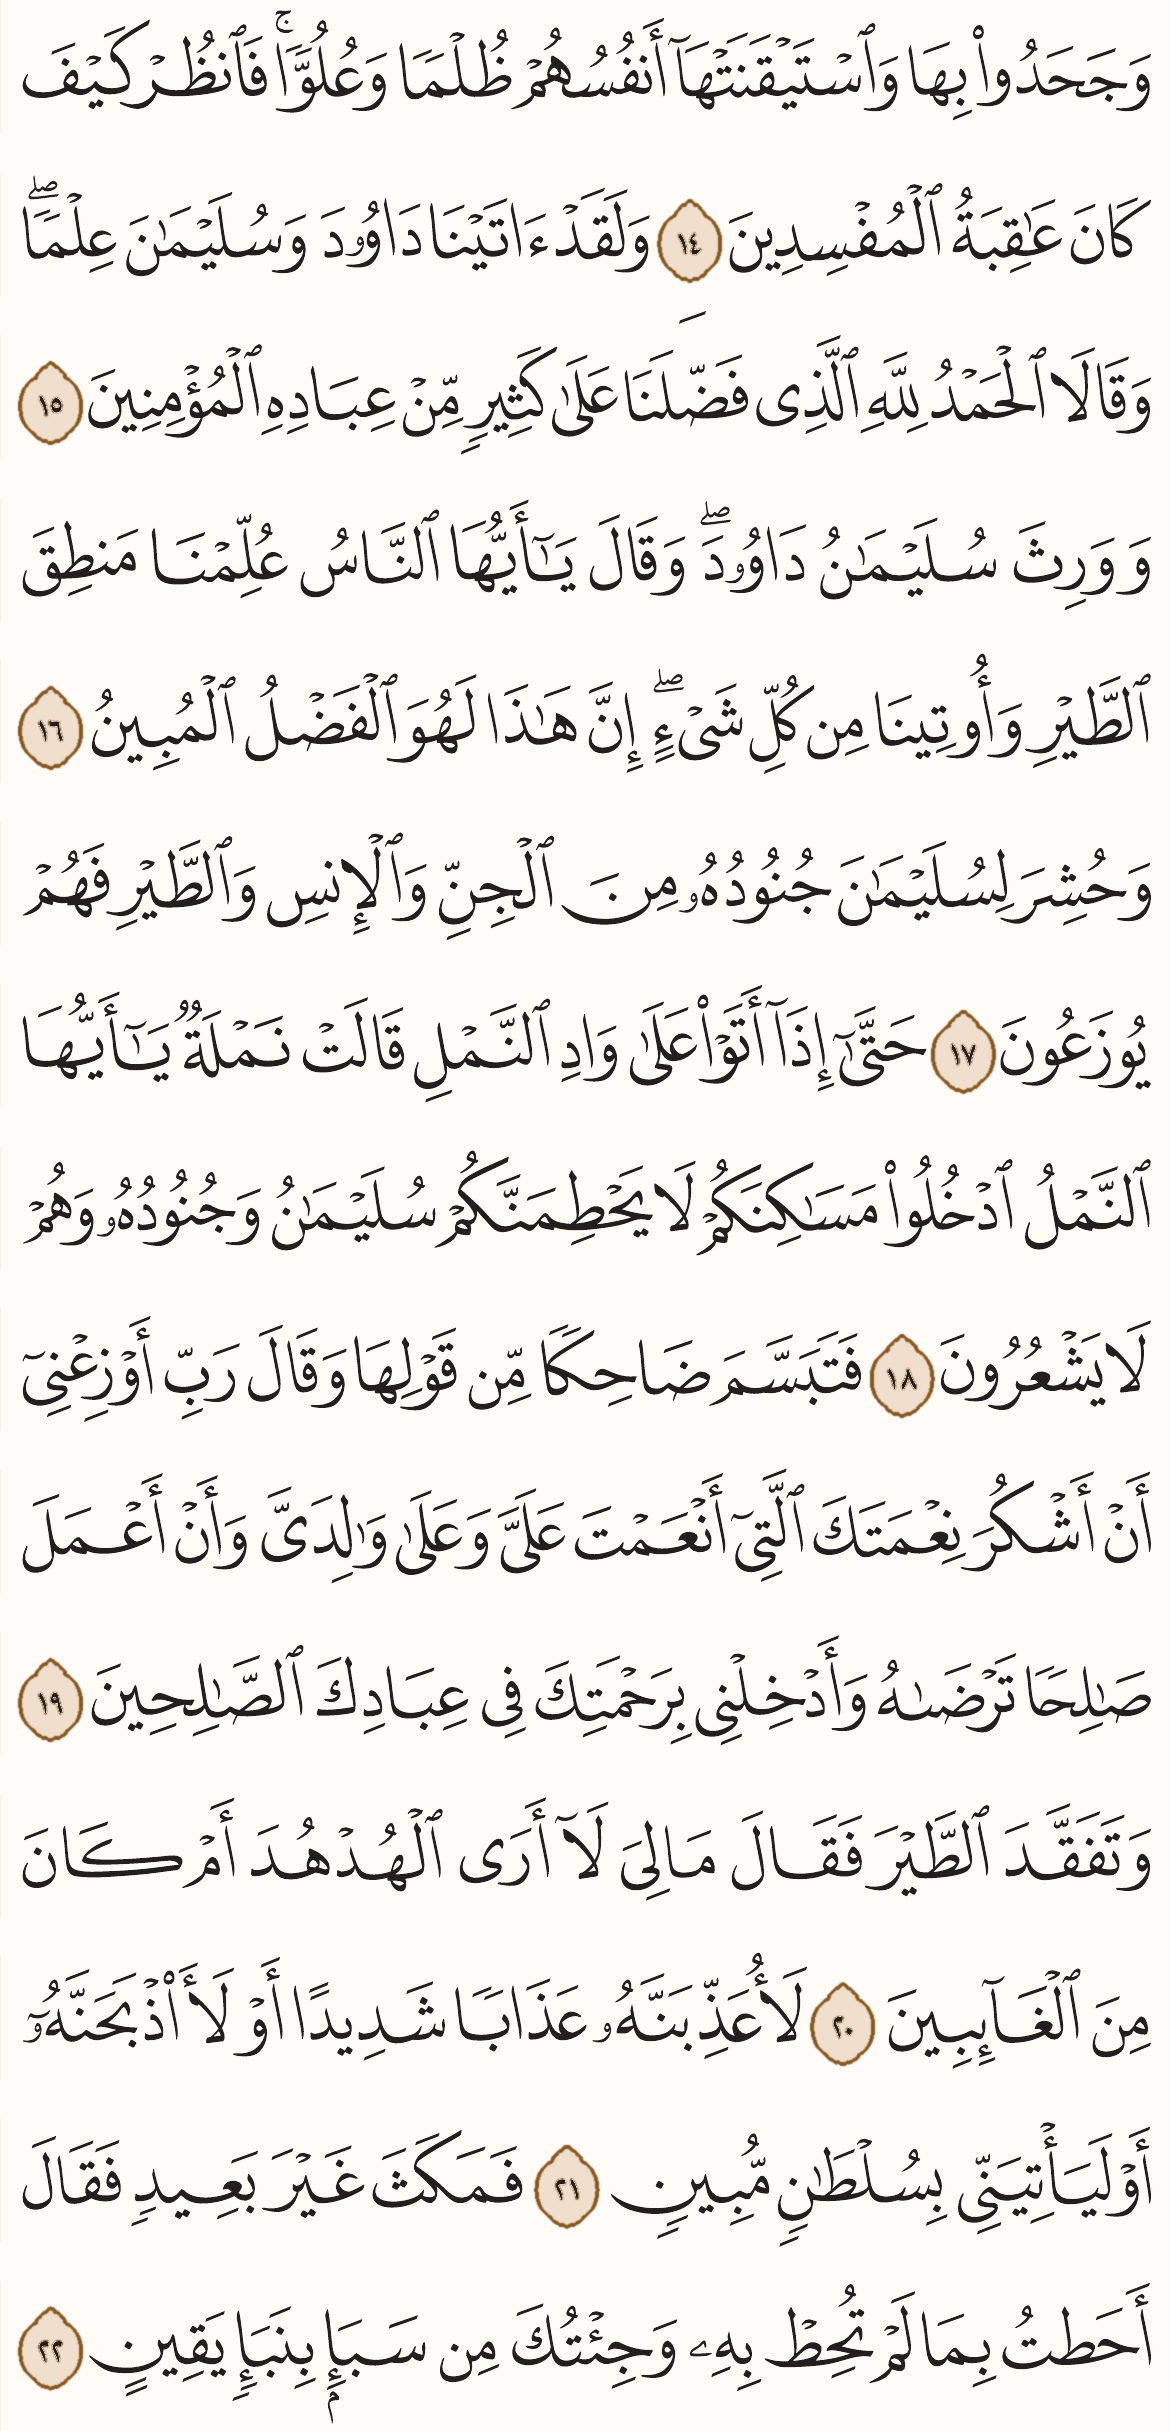 وَجَحَدُوا۟ بِهَا وَٱسْتَيْقَنَتْهَآ أَنفُسُهُمْ ظُلْمًا وَعُلُوًّا ۚ فَٱنظُرْ كَيْفَ
كَانَ عَـٰقِبَةُ ٱلْمُفْسِدِينَ ١٤ وَلَقَدْ ءَاتَيْنَا دَاوُۥدَ وَسُلَيْمَـٰنَ عِلْمًا ۖ
وَقَالَا ٱلْحَمْدُ لِلَّهِ ٱلَّذِى فَضَّلَنَا عَلَىٰ كَثِيرٍ مِّنْ عِبَادِهِ ٱلْمُؤْمِنِينَ ١٥
وَوَرِثَ سُلَيْمَـٰنُ دَاوُۥدَ ۖ وَقَالَ يَـٰٓأَيُّهَا ٱلنَّاسُ عُلِّمْنَا مَنطِقَ
ٱلطَّيْرِ وَأُوتِينَا مِن كُلِّ شَىْءٍ ۖ إِنَّ هَـٰذَا لَهُوَ ٱلْفَضْلُ ٱلْمُبِينُ ١٦
وَحُشِرَ لِسُلَيْمَـٰنَ جُنُودُهُۥ مِنَ ٱلْجِنِّ وَٱلْإِنسِ وَٱلطَّيْرِ فَهُمْ
يُوزَعُونَ ١٧ حَتَّىٰٓ إِذَآ أَتَوْا۟ عَلَىٰ وَادِ ٱلنَّمْلِ قَالَتْ نَمْلَةٌ يَـٰٓأَيُّهَا
ٱلنَّمْلُ ٱدْخُلُوا۟ مَسَـٰكِنَكُمْ لَا يَحْطِمَنَّكُمْ سُلَيْمَـٰنُ وَجُنُودُهُۥ وَهُمْ
لَا يَشْعُرُونَ ١٨ فَتَبَسَّمَ ضَاحِكًا مِّن قَوْلِهَا وَقَالَ رَبِّ أَوْزِعْنِىٓ
أَنْ أَشْكُرَ نِعْمَتَكَ ٱلَّتِىٓ أَنْعَمْتَ عَلَىَّ وَعَلَىٰ وَٰلِدَىَّ وَأَنْ أَعْمَلَ
صَـٰلِحًا تَرْضَىٰهُ وَأَدْخِلْنِى بِرَحْمَتِكَ فِى عِبَادِكَ ٱلصَّـٰلِحِينَ ١٩
وَتَفَقَّدَ ٱلطَّيْرَ فَقَالَ مَالِىَ لَآ أَرَى ٱلْهُدْهُدَ أَمْ كَانَ
مِنَ ٱلْغَآئِبِينَ ٢٠ لَأُعَذِّبَنَّهُۥ عَذَابًا شَدِيدًا أَوْ لَأَا۟ذْبَحَنَّهُۥٓ
أَوْ لَيَأْتِيَنِّى بِسُلْطَـٰنٍ مُّبِينٍ ٢١ فَمَكَثَ غَيْرَ بَعِيدٍ فَقَالَ
أَحَطتُ بِمَا لَمْ تُحِطْ بِهِۦ وَجِئْتُكَ مِن سَبَإٍۭ بِنَبَإٍ يَقِينٍ ٢٢